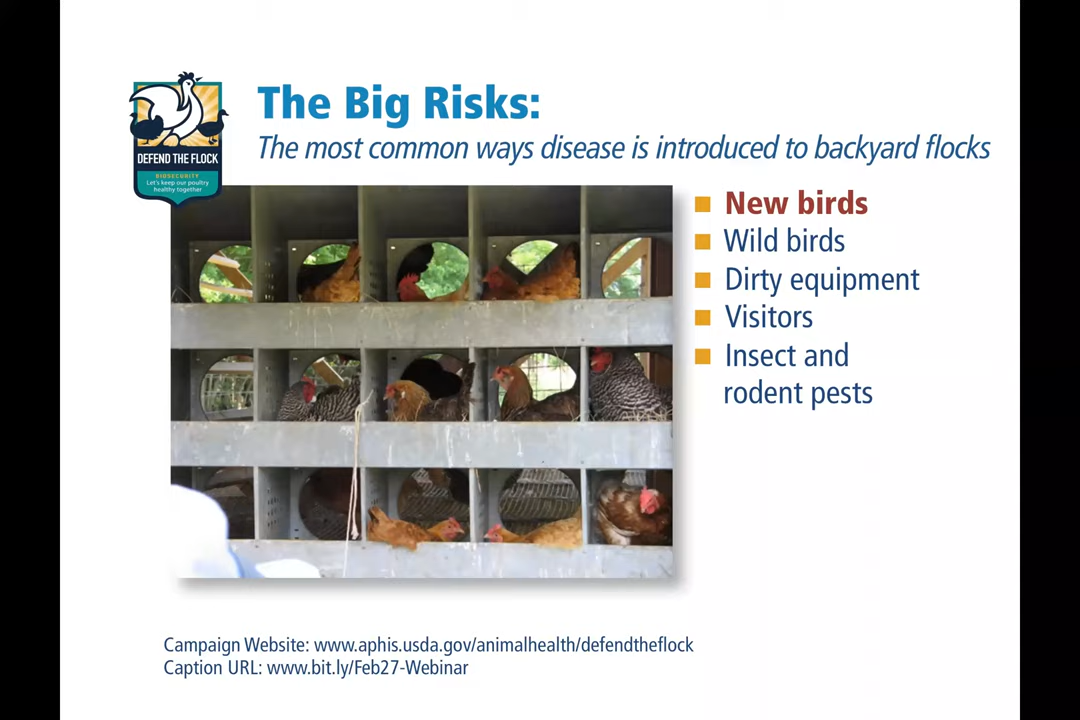 The Big Risks:
The most common ways disease is introduced to backyard flocks
DEFEND THE FLOCK
BIOSECURITY
Let's keep our poultry
healthy together
New birds
Wild birds
Dirty equipment
Visitors
Insect and
rodent pests
Campaign Website: www.aphis.usda.gov/animalhealth/defendtheflock
Caption URL: www.bit.ly/Feb27-Webinar